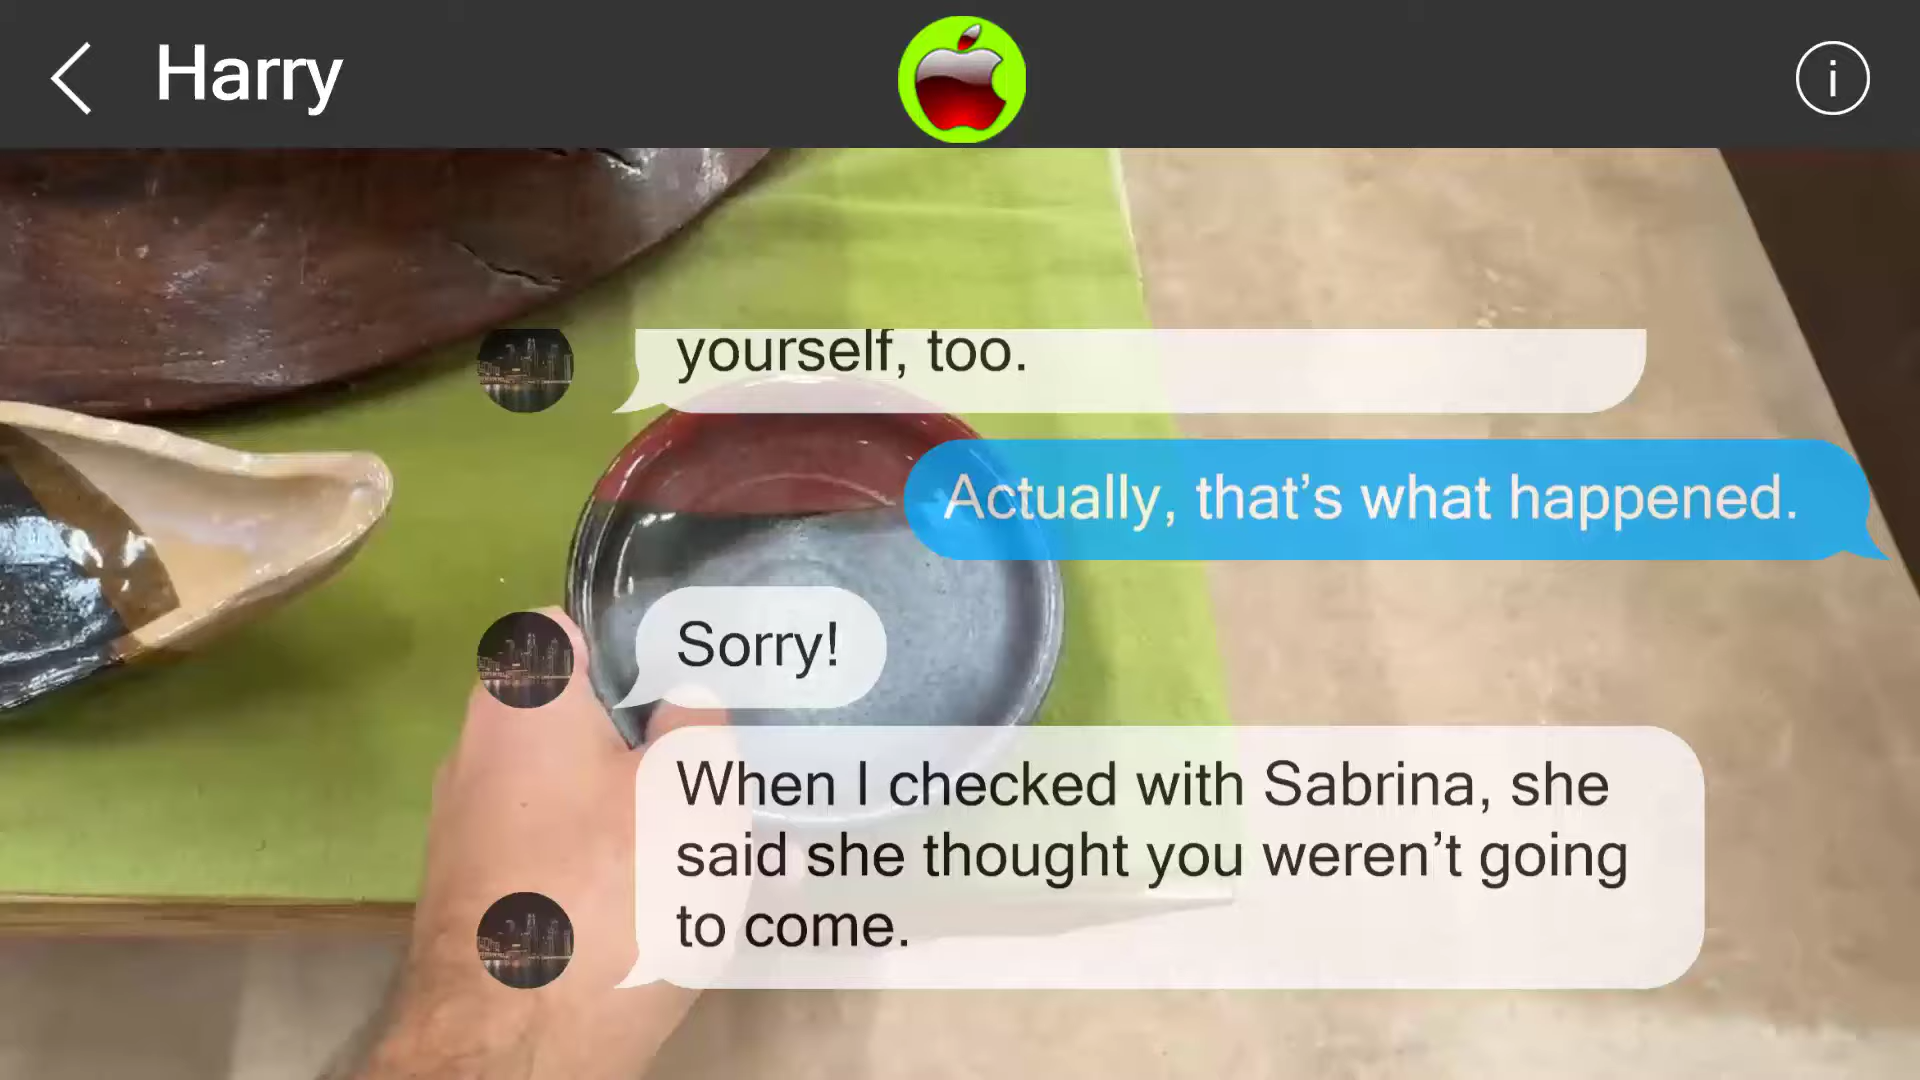 Harry
yourself, too.
Actually, that’s what happened.
Sorry!
When I checked with Sabrina, she
said she thought you weren’t going
to come.